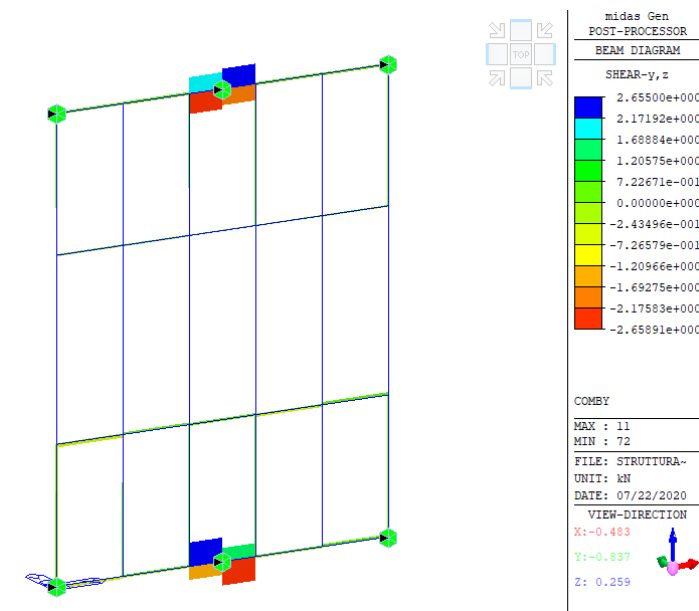 TOP
midas Gen
POST-PROCESSOR
BEAM DIAGRAM
SHEAR-y,z
2.65500e+000
2.17192e+000
1.68884e+000
1.20575e+000
7.22671e-001
0.00000e+000
-2.43496e-001
-7.26579e-001
-1.20966e+000
-1.69275e+000
-2.17583e+000
-2.65891e+000
COMBY
MAX : 11
MIN : 72
FILE: STRUTTURA~
UNIT: kN
DATE: 07/22/2020
VIEW-DIRECTION
X:-0.483
Y:-0.837
Z: 0.259